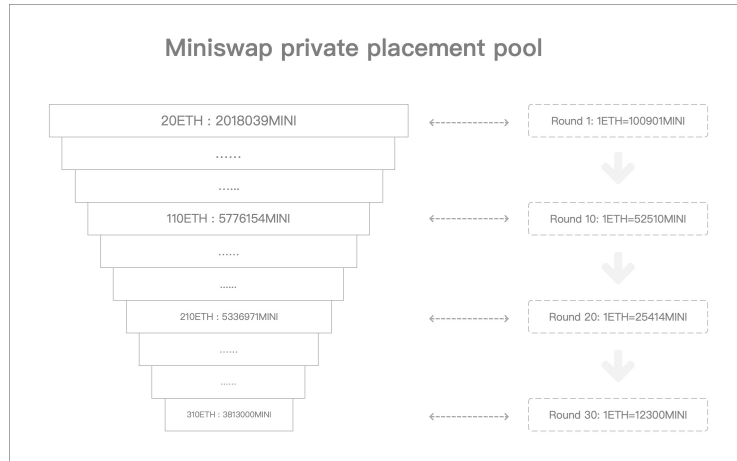 Miniswap private placement pool
20ETH : 2018039MINI
Round 1: 1ETH=100901MINI
......
......
110ETH : 5776154MINI
Round 10: 1ETH=52510MINI
......
......
210ETH : 5336971MINI
Round 20: 1ETH=25414MINI
......
......
310ETH : 3813000MINI
Round 30: 1ETH=12300MINI